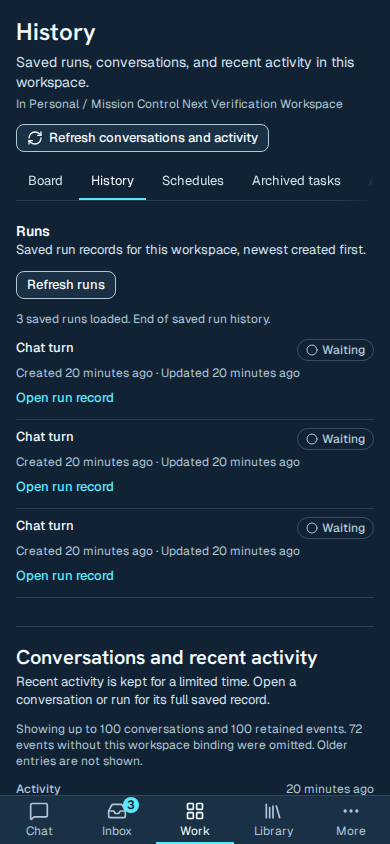 History
Saved runs, conversations, and recent activity in this
workspace.
In Personal / Mission Control Next Verification Workspace
Refresh conversations and activity
Board History Schedules Archived tasks
Runs
Saved run records for this workspace, newest created first.
Refresh runs
3 saved runs loaded. End of saved run history.
Chat turn Waiting
Created 20 minutes ago · Updated 20 minutes ago
Open run record
Chat turn Waiting
Created 20 minutes ago · Updated 20 minutes ago
Open run record
Chat turn Waiting
Created 20 minutes ago · Updated 20 minutes ago
Open run record
Conversations and recent activity
Recent activity is kept for a limited time. Open a
conversation or run for its full saved record.
Showing up to 100 conversations and 100 retained events. 72
events without this workspace binding were omitted. Older
entries are not shown.
Activity 20 minutes ago
3
Chat Inbox Work Library More